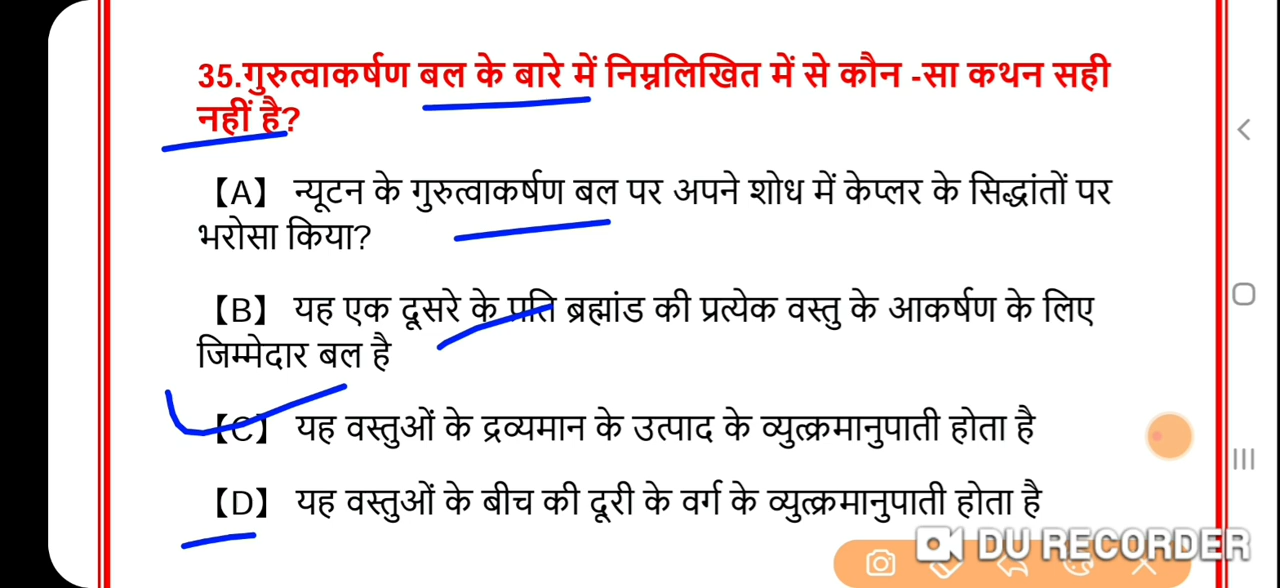 35.गुरुत्वाकर्षण बल के बारे में निम्नलिखित में से कौन -सा कथन सही
नहीं है?
【A】 न्यूटन के गुरुत्वाकर्षण बल पर अपने शोध में केप्लर के सिद्धांतों पर
भरोसा किया?
【B】 यह एक दूसरे के प्रति ब्रह्मांड की प्रत्येक वस्तु के आकर्षण के लिए
जिम्मेदार बल है
【C】 यह वस्तुओं के द्रव्यमान के उत्पाद के व्युत्क्रमानुपाती होता है
【D】 यह वस्तुओं के बीच की दूरी के वर्ग के व्युत्क्रमानुपाती होता है
DU RECORDER